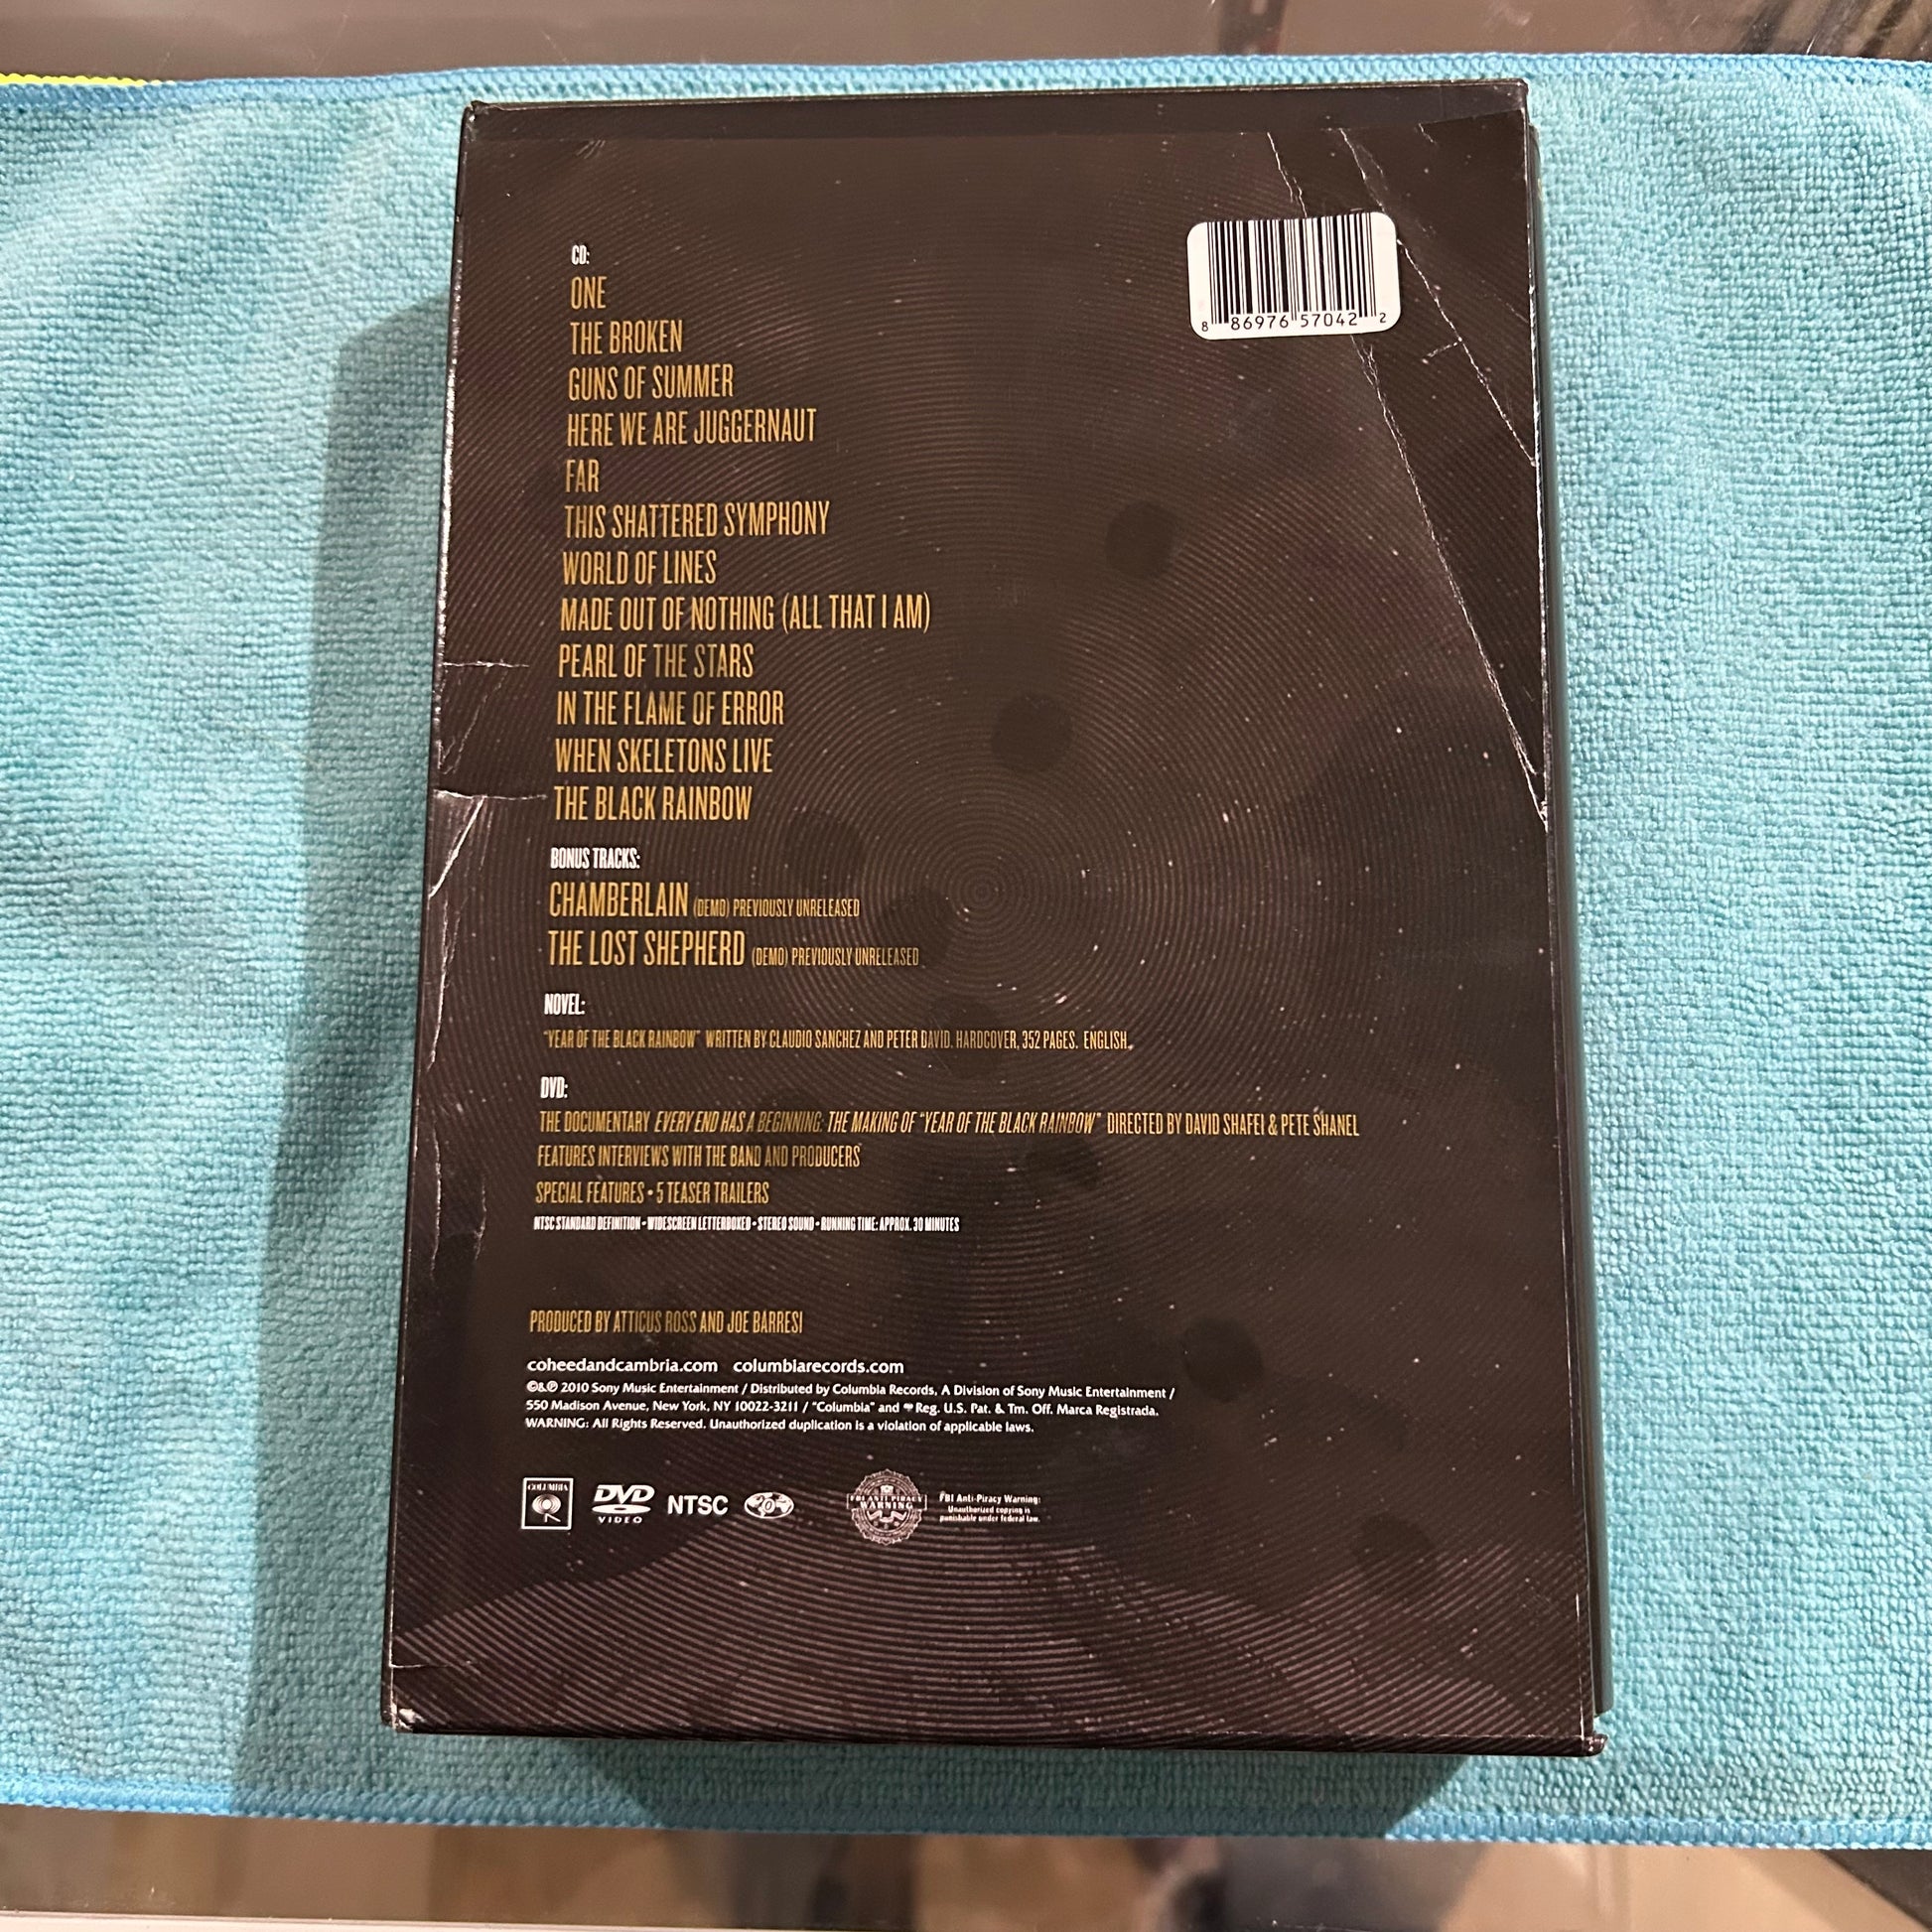 8 86976 57042 2
CD:
ONE
THE BROKEN
GUNS OF SUMMER
HERE WE ARE JUGGERNAUT
FAR
THIS SHATTERED SYMPHONY
WORLD OF LINES
MADE OUT OF NOTHING (ALL THAT I AM)
PEARL OF THE STARS
IN THE FLAME OF ERROR
WHEN SKELETONS LIVE
THE BLACK RAINBOW
BONUS TRACKS:
CHAMBERLAIN (DEMO) PREVIOUSLY UNRELEASED
THE LOST SHEPHERD (DEMO) PREVIOUSLY UNRELEASED
NOVEL:
"YEAR OF THE BLACK RAINBOW" WRITTEN BY CLAUDIO SANCHEZ AND PETER DAVID. HARDCOVER, 352 PAGES. ENGLISH.
DVD:
THE DOCUMENTARY EVERY END HAS A BEGINNING: THE MAKING OF "YEAR OF THE BLACK RAINBOW" DIRECTED BY DAVID SHAFEI & PETE SHANEL
FEATURES INTERVIEWS WITH THE BAND AND PRODUCERS
SPECIAL FEATURES • 5 TEASER TRAILERS
NTSC STANDARD DEFINITION • WIDESCREEN LETTERBOXED • STEREO SOUND • RUNNING TIME: APPROX. 30 MINUTES
PRODUCED BY ATTICUS ROSS AND JOE BARRESI
coheedandcambria.com columbiarecords.com
©&℗ 2010 Sony Music Entertainment / Distributed by Columbia Records, A Division of Sony Music Entertainment /
550 Madison Avenue, New York, NY 10022-3211 / "Columbia" and Reg. U.S. Pat. & Tm. Off. Marca Registrada.
WARNING: All Rights Reserved. Unauthorized duplication is a violation of applicable laws.
COLUMBIA
DVD
VIDEO
NTSC
FBI ANTI-PIRACY
WARNING
FBI Anti-Piracy Warning:
Unauthorized copying is
punishable under federal law.